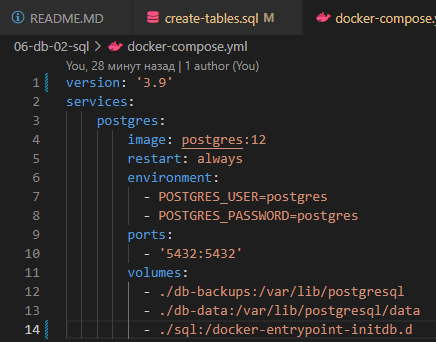 README.MD create-tables.sql M docker-compose.yml
06-db-02-sql > docker-compose.yml
You, 28 минут назад | 1 author (You)
1 version: '3.9'
2 services:
3 postgres:
4 image: postgres:12
5 restart: always
6 environment:
7 - POSTGRES_USER=postgres
8 - POSTGRES_PASSWORD=postgres
9 ports:
10 - '5432:5432'
11 volumes:
12 - ./db-backups:/var/lib/postgresql
13 - ./db-data:/var/lib/postgresql/data
14 - ./sql:/docker-entrypoint-initdb.d